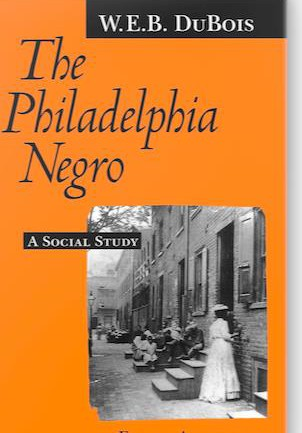 W.E.B. DUBOIS
The
Philadelphia
Negro
A SOCIAL STUDY